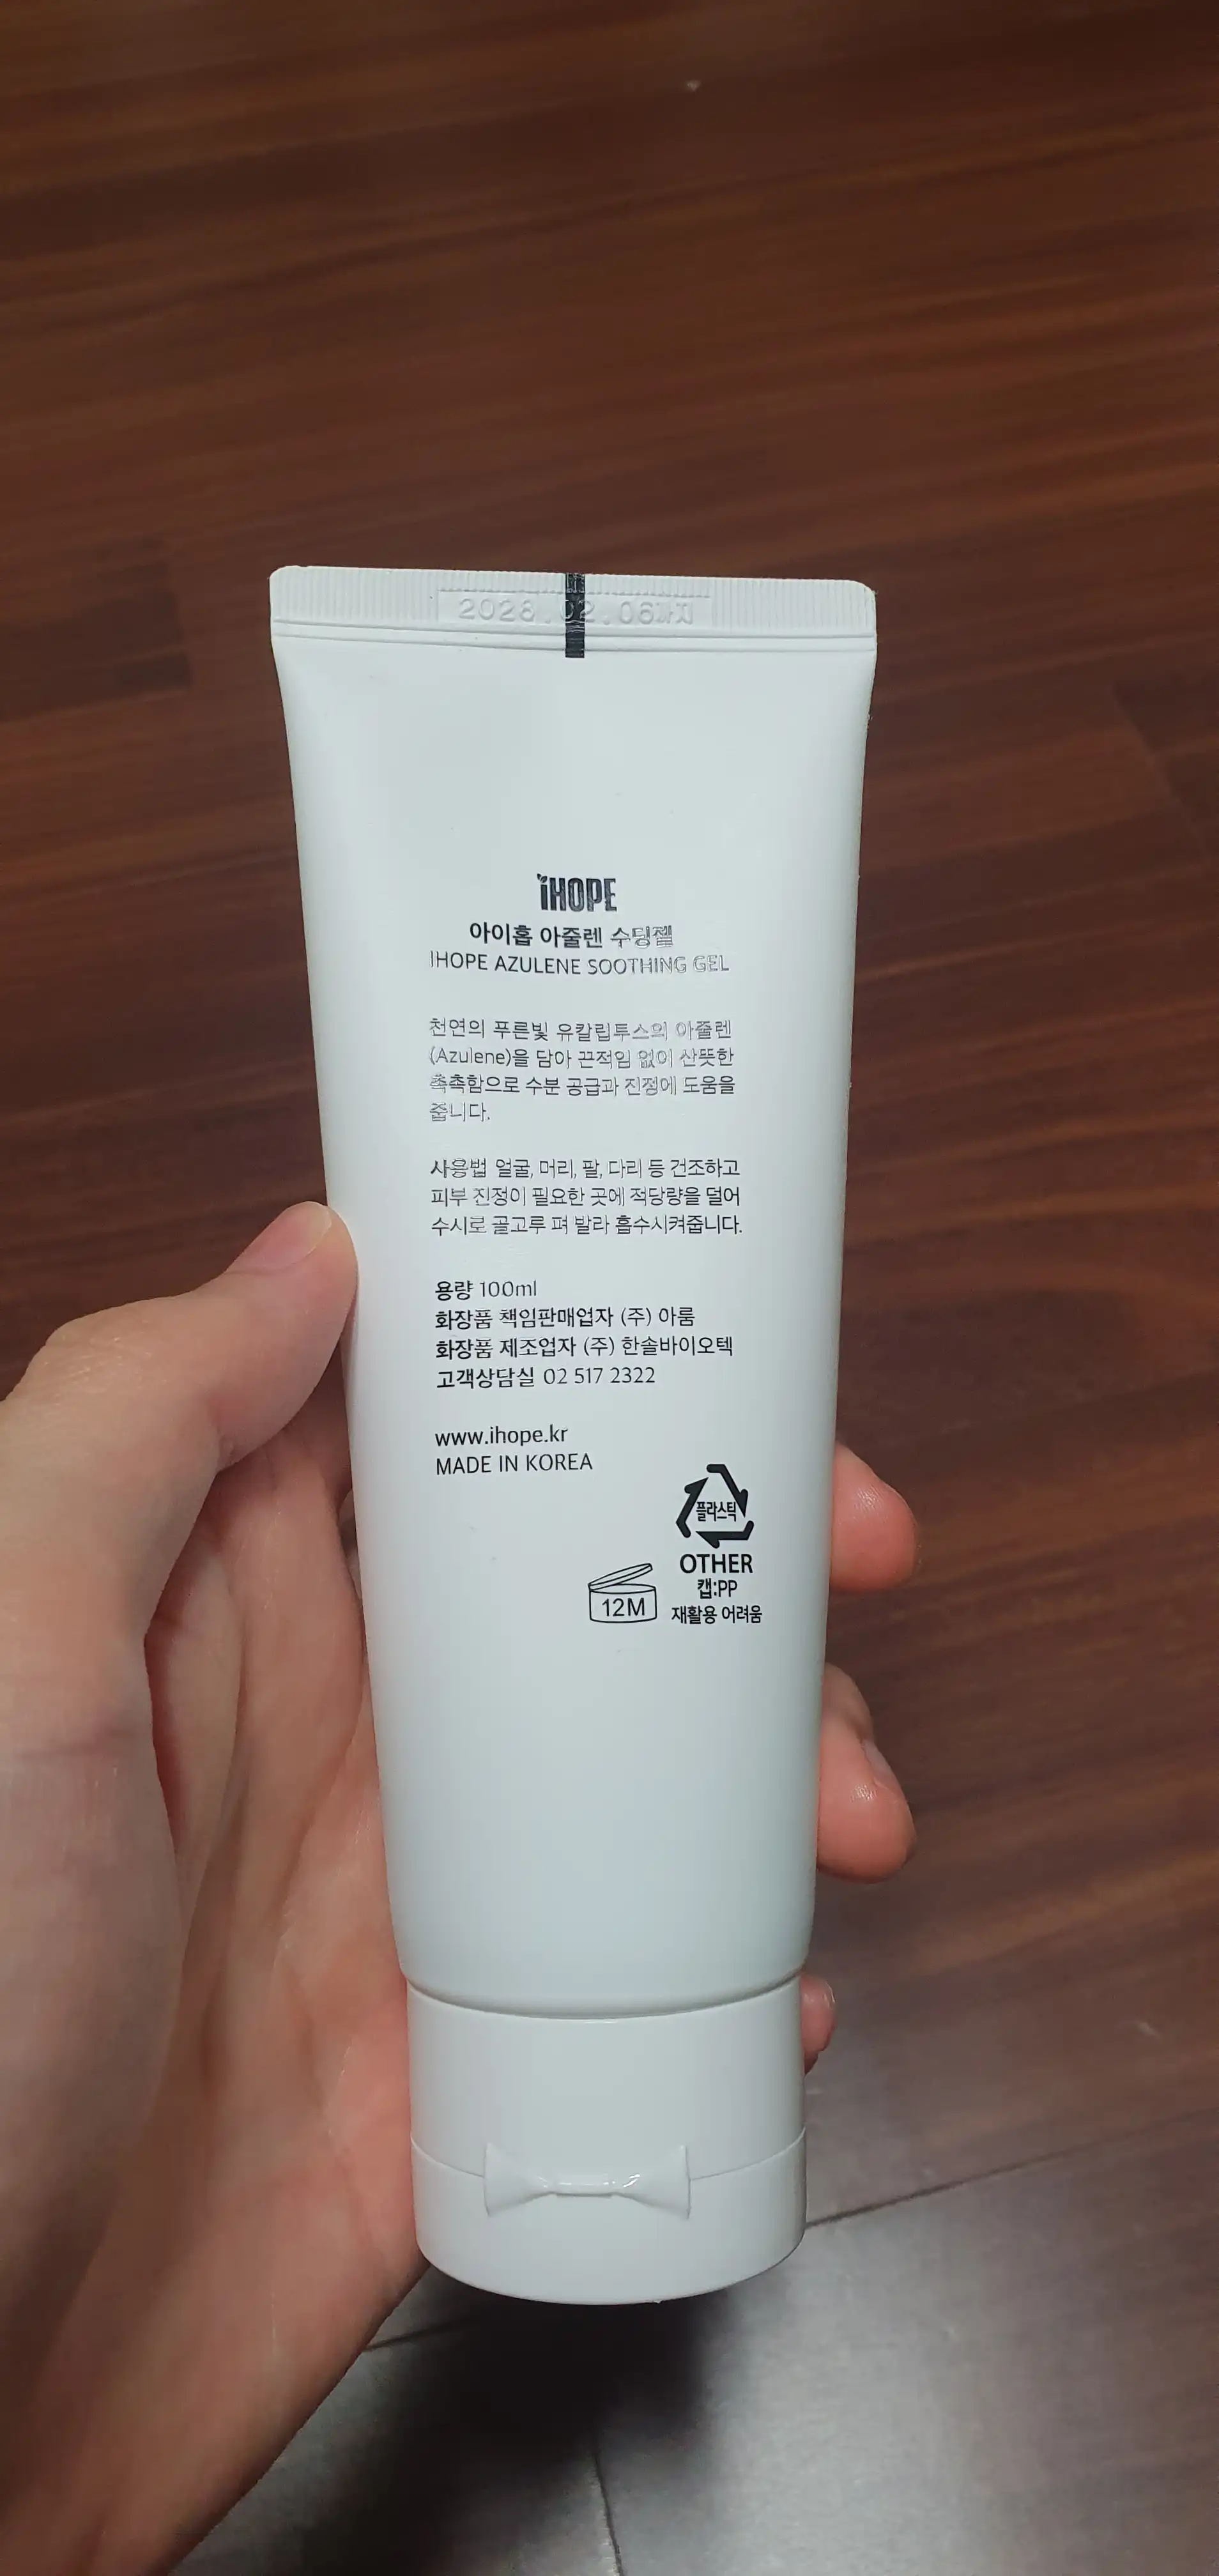 2028.02.06까지
iHOPE
아이홉 아줄렌 수딩젤
IHOPE AZULENE SOOTHING GEL
천연의 푸른빛 유칼립투스의 아줄렌
(Azulene)을 담아 끈적임 없이 산뜻한
촉촉함으로 수분 공급과 진정에 도움을
줍니다.
사용법 얼굴, 머리, 팔, 다리 등 건조하고
피부 진정이 필요한 곳에 적당량을 덜어
수시로 골고루 펴 발라 흡수시켜줍니다.
용량 100ml
화장품 책임판매업자 (주) 아룸
화장품 제조업자 (주) 한솔바이오텍
고객상담실 02 517 2322
www.ihope.kr
MADE IN KOREA
플라스틱
OTHER
캡:PP
재활용 어려움
12M